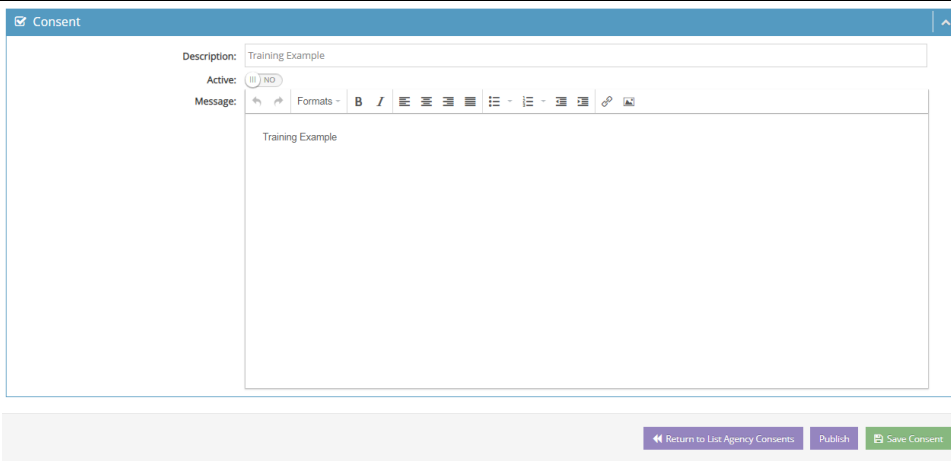 Consent
Description: Training Example
Active: NO
Message: Formats B I
Training Example
Return to List Agency Consents Publish Save Consent